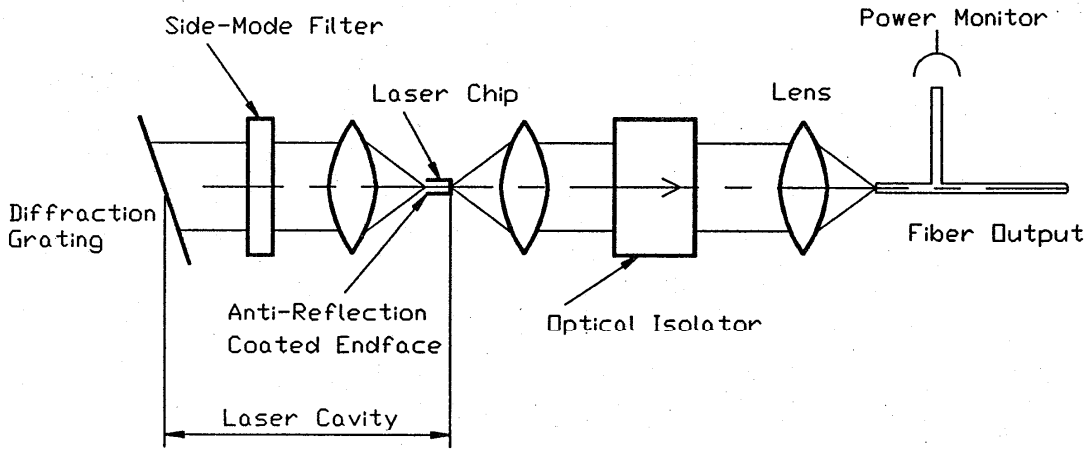 Power Monitor
Side-Mode Filter
Laser Chip
Lens
Diffraction
Grating
Fiber Output
Anti-Reflection
Coated Endface
Optical Isolator
Laser Cavity